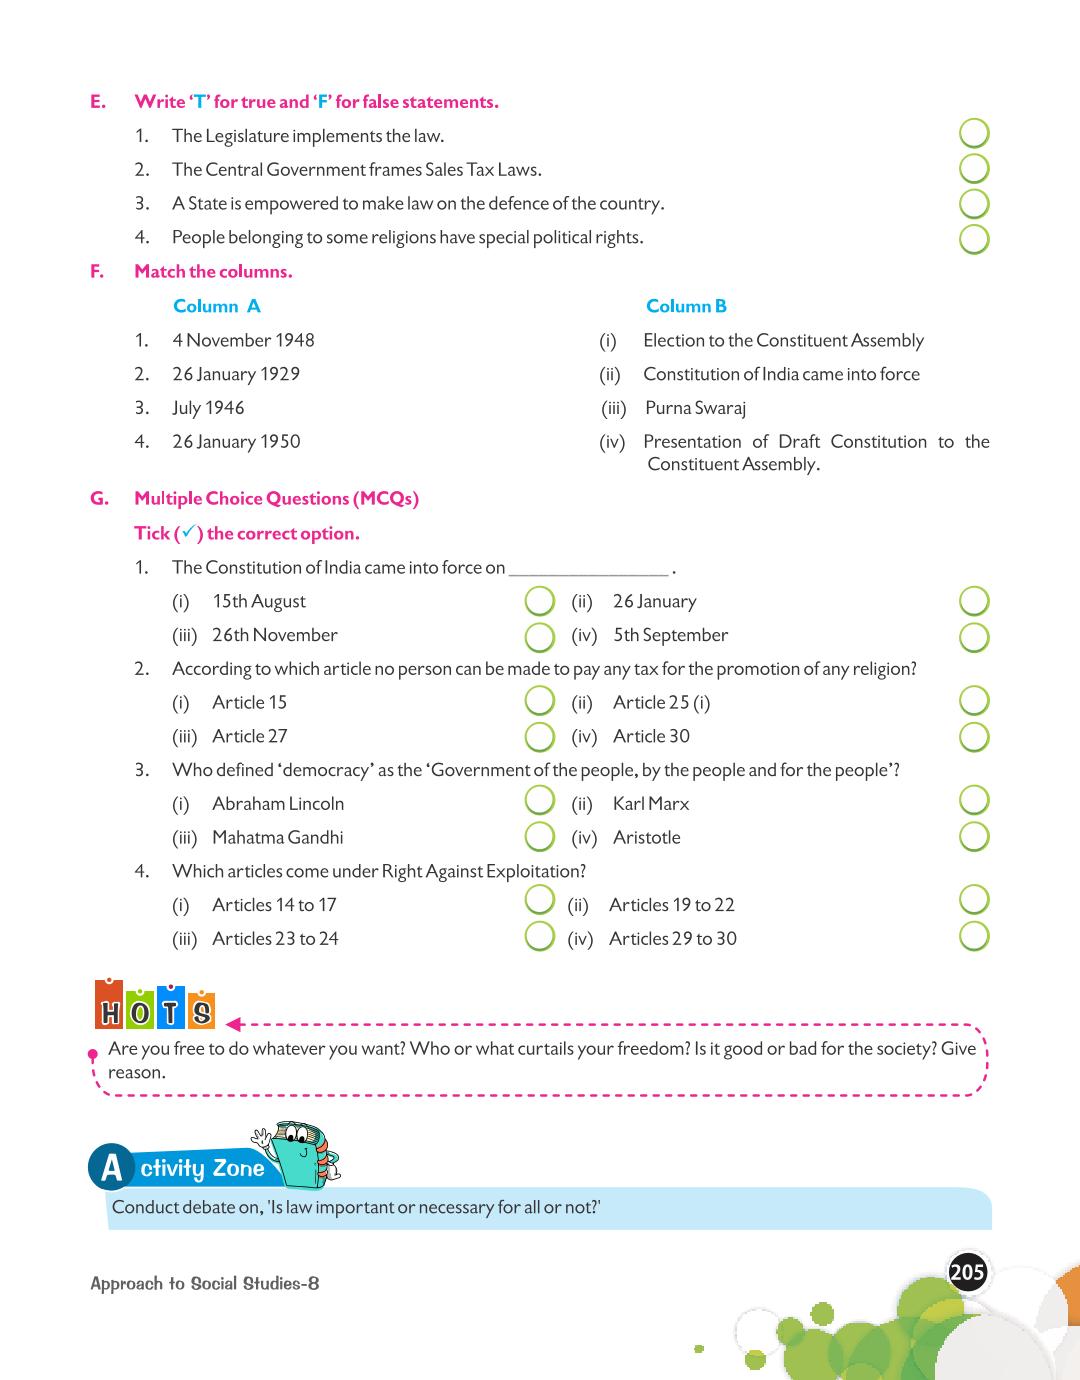 E. Write ‘T’ for true and ‘F’ for false statements.
1. The Legislature implements the law.
2. The Central Government frames Sales Tax Laws.
3. A State is empowered to make law on the defence of the country.
4. People belonging to some religions have special political rights.
F. Match the columns.
Column A Column B
1. 4 November 1948 (i) Election to the Constituent Assembly
2. 26 January 1929 (ii) Constitution of India came into force
3. July 1946 (iii) Purna Swaraj
4. 26 January 1950 (iv) Presentation of Draft Constitution to the
Constituent Assembly.
G. Multiple Choice Questions (MCQs)
Tick (✓) the correct option.
1. The Constitution of India came into force on ________________ .
(i) 15th August (ii) 26 January
(iii) 26th November (iv) 5th September
2. According to which article no person can be made to pay any tax for the promotion of any religion?
(i) Article 15 (ii) Article 25 (i)
(iii) Article 27 (iv) Article 30
3. Who defined ‘democracy’ as the ‘Government of the people, by the people and for the people’?
(i) Abraham Lincoln (ii) Karl Marx
(iii) Mahatma Gandhi (iv) Aristotle
4. Which articles come under Right Against Exploitation?
(i) Articles 14 to 17 (ii) Articles 19 to 22
(iii) Articles 23 to 24 (iv) Articles 29 to 30
HOTS
Are you free to do whatever you want? Who or what curtails your freedom? Is it good or bad for the society? Give
reason.
Activity Zone
Conduct debate on, 'Is law important or necessary for all or not?'
205
Approach to Social Studies-8